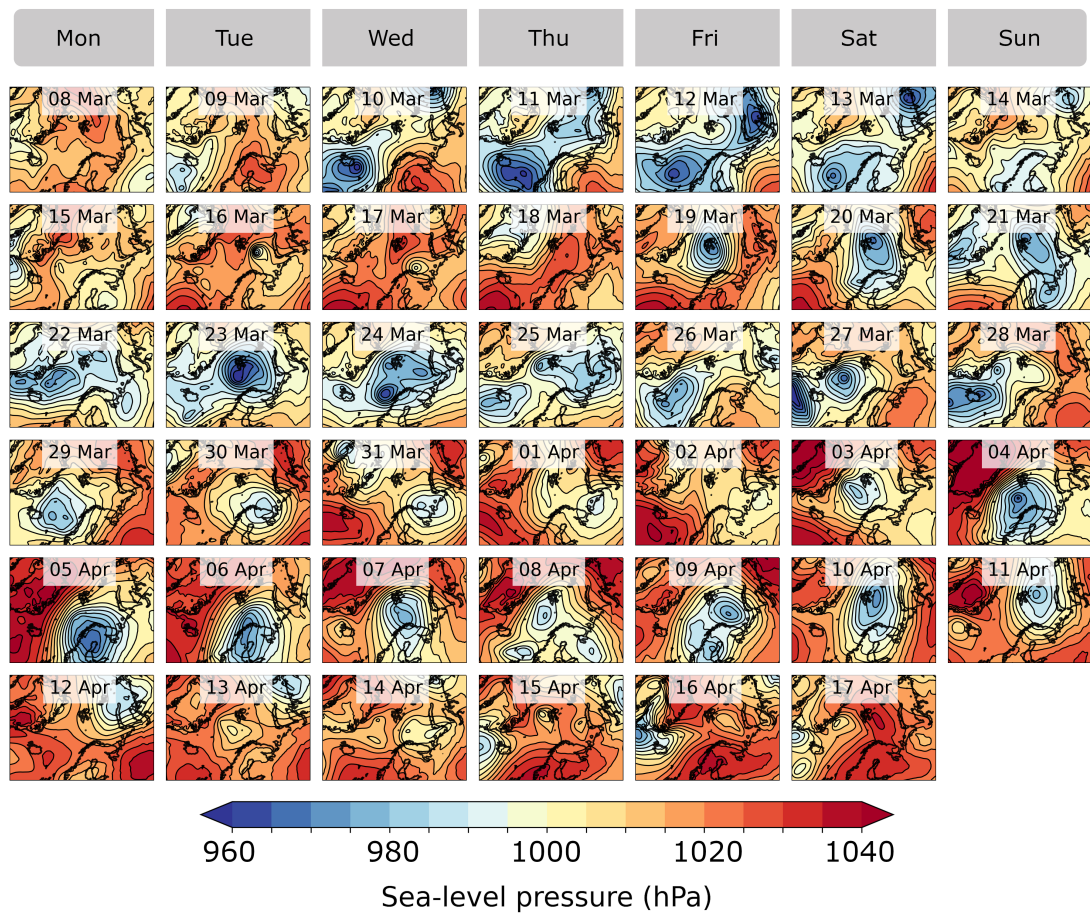 Mon Tue Wed Thu Fri Sat Sun
08 Mar 09 Mar 10 Mar 11 Mar 12 Mar 13 Mar 14 Mar
15 Mar 16 Mar 17 Mar 18 Mar 19 Mar 20 Mar 21 Mar
22 Mar 23 Mar 24 Mar 25 Mar 26 Mar 27 Mar 28 Mar
29 Mar 30 Mar 31 Mar 01 Apr 02 Apr 03 Apr 04 Apr
05 Apr 06 Apr 07 Apr 08 Apr 09 Apr 10 Apr 11 Apr
12 Apr 13 Apr 14 Apr 15 Apr 16 Apr 17 Apr
960 980 1000 1020 1040
Sea-level pressure (hPa)